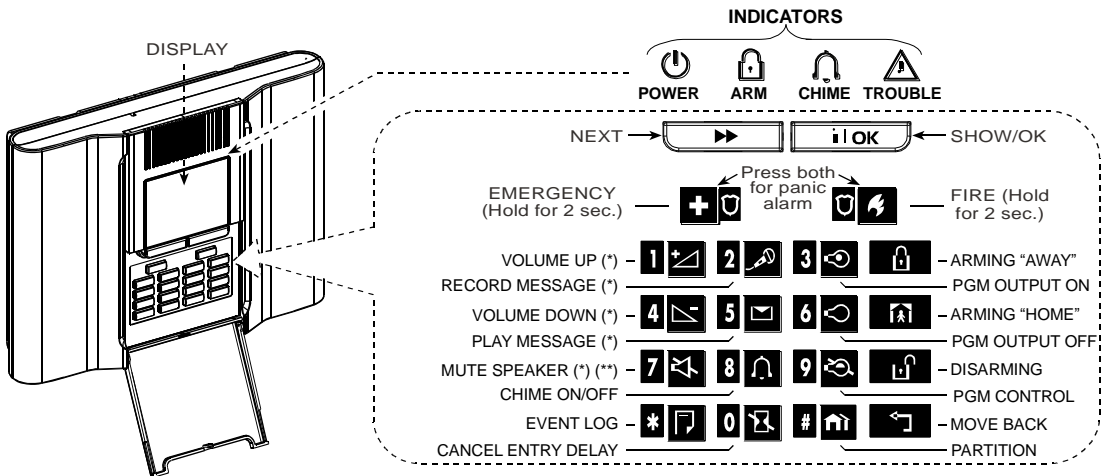 INDICATORS
DISPLAY
POWER ARM CHIME TROUBLE
NEXT
i OK
SHOW/OK
Press both
for panic
alarm
EMERGENCY
(Hold for 2 sec.)
FIRE (Hold
for 2 sec.)
VOLUME UP (*)
1 2 3
ARMING “AWAY”
RECORD MESSAGE (*)
PGM OUTPUT ON
VOLUME DOWN (*)
4 5 6
ARMING “HOME”
PLAY MESSAGE (*)
PGM OUTPUT OFF
MUTE SPEAKER (*) (**)
7 8 9
DISARMING
CHIME ON/OFF
PGM CONTROL
EVENT LOG
* 0 #
MOVE BACK
CANCEL ENTRY DELAY
PARTITION